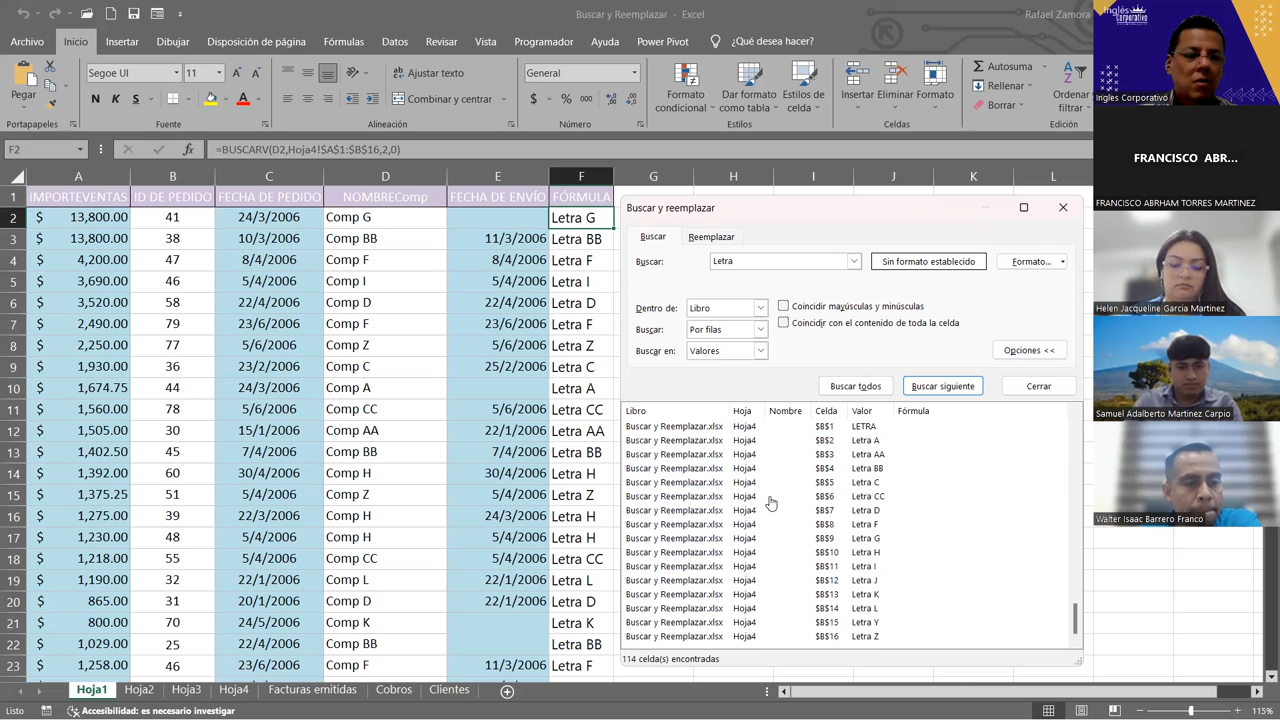 Buscar y Reemplazar - Excel
Rafael Zamora
Archivo Inicio Insertar Dibujar Disposición de página Fórmulas Datos Revisar Vista Programador Ayuda Power Pivot ¿Qué desea hacer?
Pegar
Segoe UI 11
N K S
Ajustar texto
Combinar y centrar
General
$ % 000
Formato condicional
Dar formato como tabla
Estilos de celda
Insertar Eliminar Formato
Autosuma
Rellenar
Borrar
Ordenar
filtrar
Portapapeles Fuente Alineación Número Estilos Celdas Edición
F2 fx =BUSCARV(D2,Hoja4!$A$1:$B$16,2,0)
A B C D E F G H I J K L
1 IMPORTEVENTAS ID DE PEDIDO FECHA DE PEDIDO NOMBREComp FECHA DE ENVÍO FÓRMULA
2 $ 13,800.00 41 24/3/2006 Comp G Letra G
3 $ 13,800.00 38 10/3/2006 Comp BB 11/3/2006 Letra BB
4 $ 4,200.00 47 8/4/2006 Comp F 8/4/2006 Letra F
5 $ 3,690.00 46 5/4/2006 Comp I 5/4/2006 Letra I
6 $ 3,520.00 58 22/4/2006 Comp D 22/4/2006 Letra D
7 $ 2,490.00 79 23/6/2006 Comp F 23/6/2006 Letra F
8 $ 2,250.00 77 5/6/2006 Comp Z 5/6/2006 Letra Z
9 $ 1,930.00 36 23/2/2006 Comp C 25/2/2006 Letra C
10 $ 1,674.75 44 24/3/2006 Comp A Letra A
11 $ 1,560.00 78 5/6/2006 Comp CC 5/6/2006 Letra CC
12 $ 1,505.00 30 15/1/2006 Comp AA 22/1/2006 Letra AA
13 $ 1,402.50 45 7/4/2006 Comp BB 7/4/2006 Letra BB
14 $ 1,392.00 60 30/4/2006 Comp H 30/4/2006 Letra H
15 $ 1,375.25 51 5/4/2006 Comp Z 5/4/2006 Letra Z
16 $ 1,275.00 39 22/3/2006 Comp H 24/3/2006 Letra H
17 $ 1,230.00 48 5/4/2006 Comp H 5/4/2006 Letra H
18 $ 1,218.00 55 5/4/2006 Comp CC 5/4/2006 Letra CC
19 $ 1,190.00 32 22/1/2006 Comp L 22/1/2006 Letra L
20 $ 865.00 31 20/1/2006 Comp D 22/1/2006 Letra D
21 $ 800.00 70 24/5/2006 Comp K Letra K
22 $ 1,029.00 25 22/4/2006 Comp BB Letra BB
23 $ 1,258.00 46 23/6/2006 Comp F 11/3/2006 Letra F
Buscar y reemplazar
Buscar Reemplazar
Buscar: Letra Sin formato establecido Formato...
Dentro de: Libro Coincidir mayúsculas y minúsculas
Buscar: Por filas Coincidir con el contenido de toda la celda
Buscar en: Valores Opciones <<
Buscar todos Buscar siguiente Cerrar
Libro Hoja Nombre Celda Valor Fórmula
Buscar y Reemplazar.xlsx Hoja4 $B$1 LETRA
Buscar y Reemplazar.xlsx Hoja4 $B$2 Letra A
Buscar y Reemplazar.xlsx Hoja4 $B$3 Letra AA
Buscar y Reemplazar.xlsx Hoja4 $B$4 Letra BB
Buscar y Reemplazar.xlsx Hoja4 $B$5 Letra C
Buscar y Reemplazar.xlsx Hoja4 $B$6 Letra CC
Buscar y Reemplazar.xlsx Hoja4 $B$7 Letra D
Buscar y Reemplazar.xlsx Hoja4 $B$8 Letra F
Buscar y Reemplazar.xlsx Hoja4 $B$9 Letra G
Buscar y Reemplazar.xlsx Hoja4 $B$10 Letra H
Buscar y Reemplazar.xlsx Hoja4 $B$11 Letra I
Buscar y Reemplazar.xlsx Hoja4 $B$12 Letra J
Buscar y Reemplazar.xlsx Hoja4 $B$13 Letra K
Buscar y Reemplazar.xlsx Hoja4 $B$14 Letra L
Buscar y Reemplazar.xlsx Hoja4 $B$15 Letra Y
Buscar y Reemplazar.xlsx Hoja4 $B$16 Letra Z
114 celda(s) encontradas
Hoja1 Hoja2 Hoja3 Hoja4 Facturas emitidas Cobros Clientes
Listo Accesibilidad: es necesario investigar 115%
Inglés Corporativo
Ingles Corporativo
FRANCISCO ABR...
FRANCISCO ABRHAM TORRES MARTINEZ
Helen Jacqueline García Martinez
Samuel Adalberto Martinez Carpio
Walter Isaac Barrero Franco